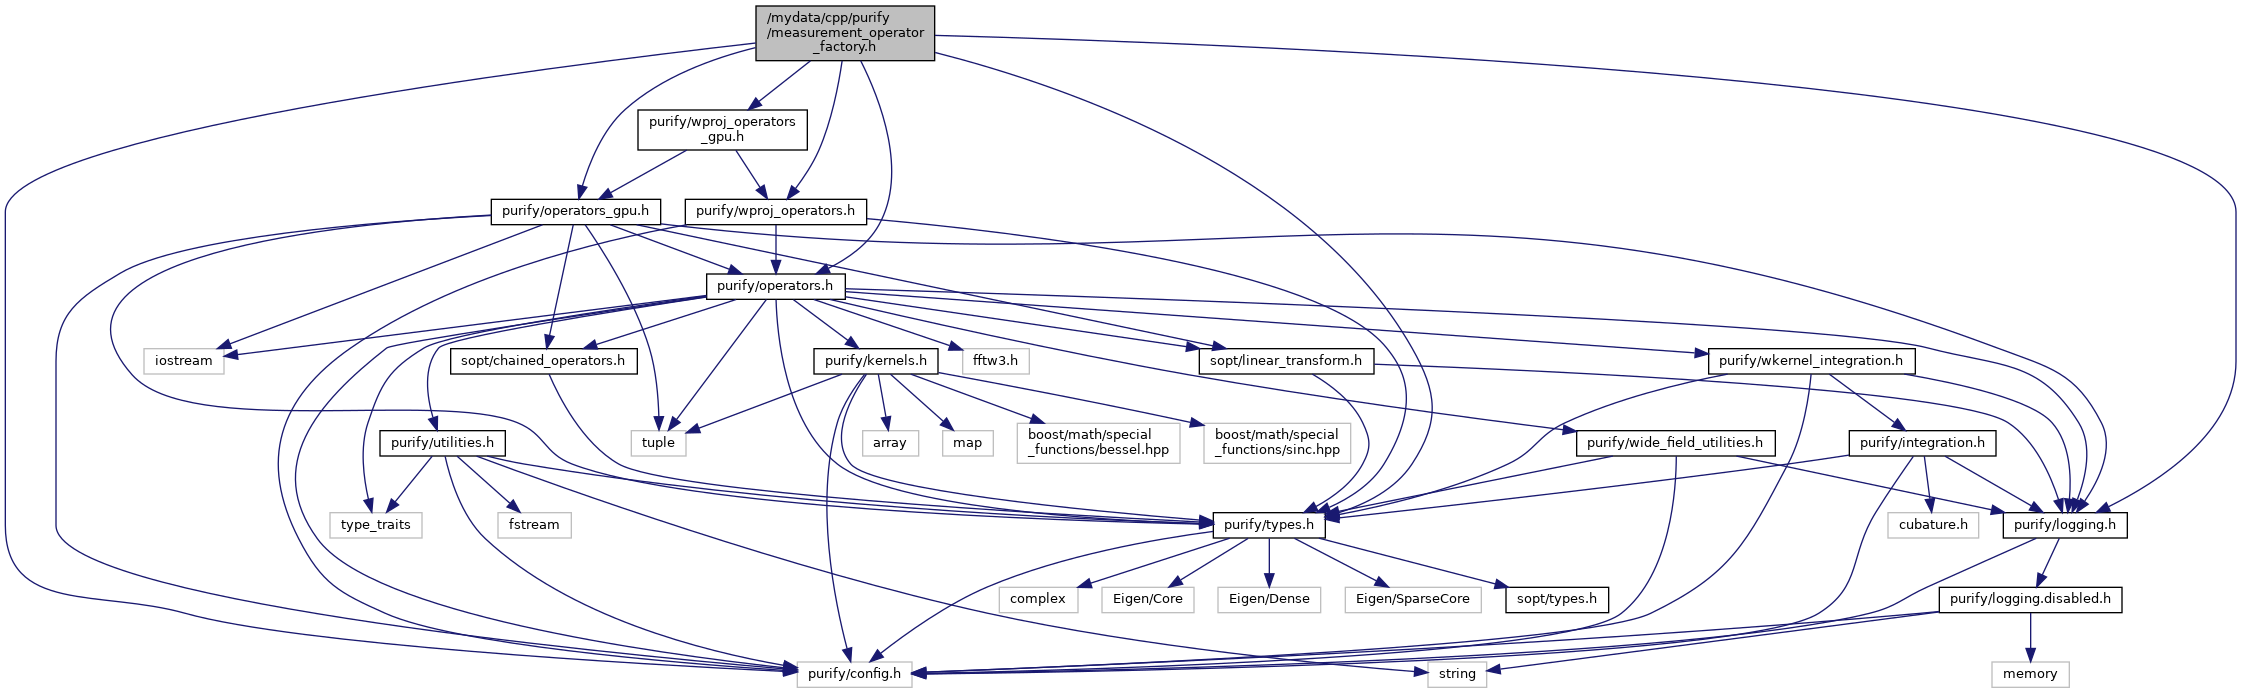 /mydata/cpp/purify
/measurement_operator
_factory.h
purify/wproj_operators
_gpu.h
purify/operators_gpu.h
purify/wproj_operators.h
purify/operators.h
iostream
sopt/chained_operators.h
purify/kernels.h
fftw3.h
sopt/linear_transform.h
purify/wkernel_integration.h
purify/utilities.h
tuple
array
map
boost/math/special
_functions/bessel.hpp
boost/math/special
_functions/sinc.hpp
purify/wide_field_utilities.h
purify/integration.h
type_traits
fstream
purify/types.h
cubature.h
purify/logging.h
complex
Eigen/Core
Eigen/Dense
Eigen/SparseCore
sopt/types.h
purify/logging.disabled.h
purify/config.h
string
memory